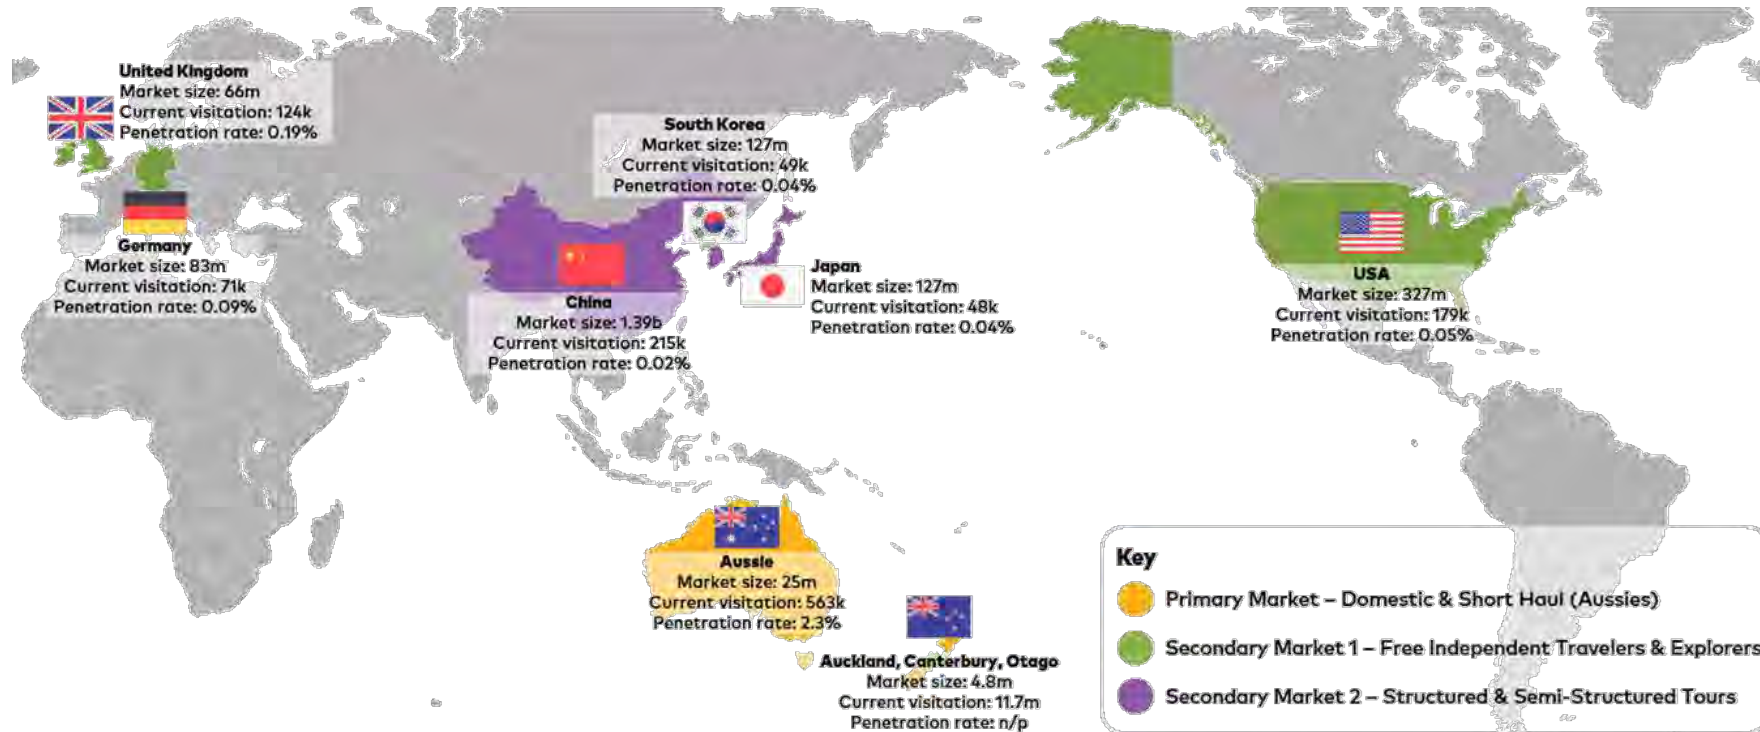 United Kingdom
Market size: 66m
Current visitation: 124k
Penetration rate: 0.19%
South Korea
Market size: 127m
Current visitation: 49k
Penetration rate: 0.04%
Germany
Market size: 83m
Current visitation: 71k
Penetration rate: 0.09%
China
Market size: 1.39b
Current visitation: 215k
Penetration rate: 0.02%
Japan
Market size: 127m
Current visitation: 48k
Penetration rate: 0.04%
USA
Market size: 327m
Current visitation: 179k
Penetration rate: 0.05%
Aussie
Market size: 25m
Current visitation: 563k
Penetration rate: 2.3%
Auckland, Canterbury, Otago
Market size: 4.8m
Current visitation: 11.7m
Penetration rate: n/p
Key
Primary Market – Domestic & Short Haul (Aussies)
Secondary Market 1 – Free Independent Travelers & Explorers
Secondary Market 2 – Structured & Semi-Structured Tours